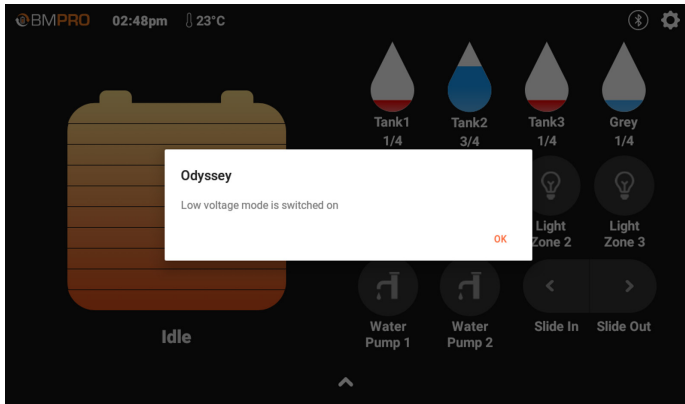 BMPRO 02:48pm 23°C
Tank1 Tank2 Tank3 Grey
1/4 3/4 1/4 1/4
Odyssey
Low voltage mode is switched on
OK
Light Light
Zone 2 Zone 3
Idle
Water Water Slide In Slide Out
Pump 1 Pump 2